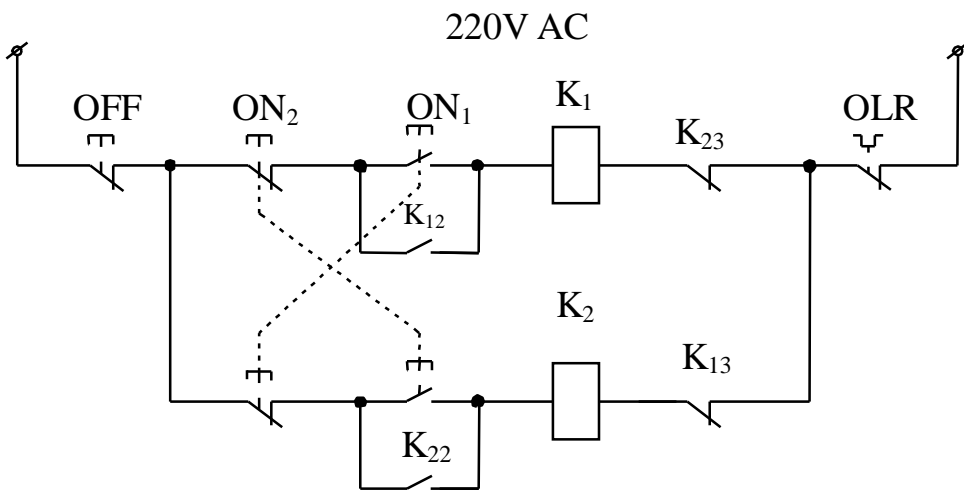 220V AC
OFF ON₂ ON₁ K₁ K₂₃ OLR
K₁₂
K₂
K₁₃
K₂₂